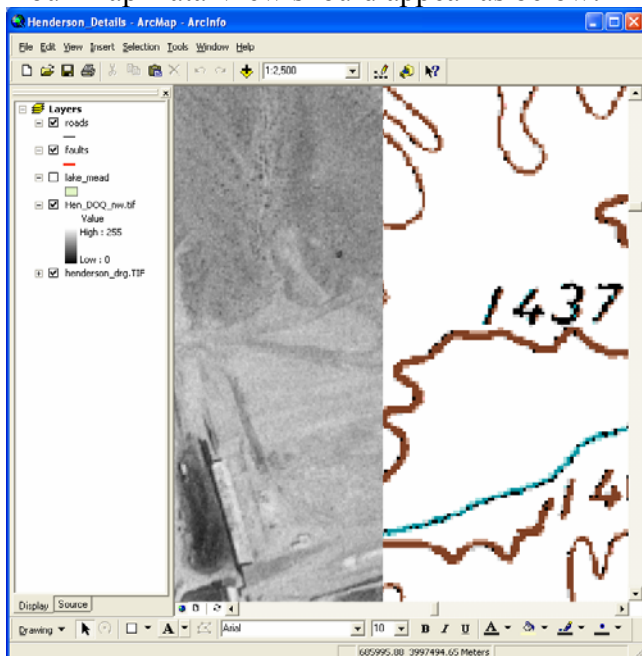 Henderson_Details - ArcMap - ArcInfo
File Edit View Insert Selection Tools Window Help
1:2,500
Layers
roads
faults
lake_mead
Hen_DOQ_nw.tif
Value
High : 255
Low : 0
henderson_drg.TIF
1437
Display Source
Drawing A Arial 10 B I U A
685995.88 3997494.65 Meters